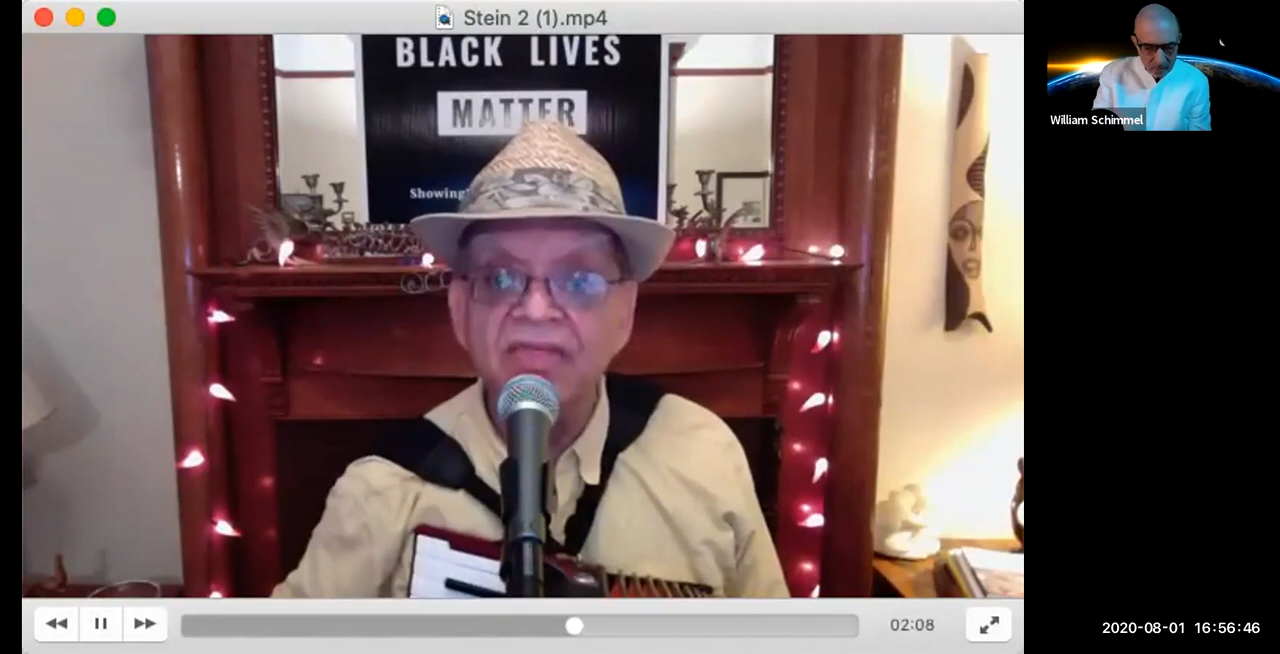 Stein 2 (1).mp4
BLACK LIVES
MATTER
Showing
William Schimmel
02:08
2020-08-01 16:56:46